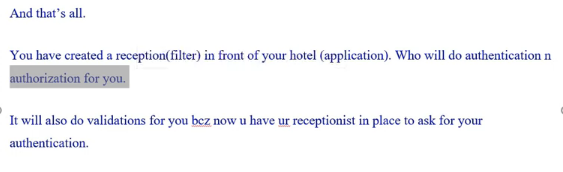 And that's all.
You have created a reception(filter) in front of your hotel (application). Who will do authentication n
authorization for you.
It will also do validations for you bcz now u have ur receptionist in place to ask for your
authentication.